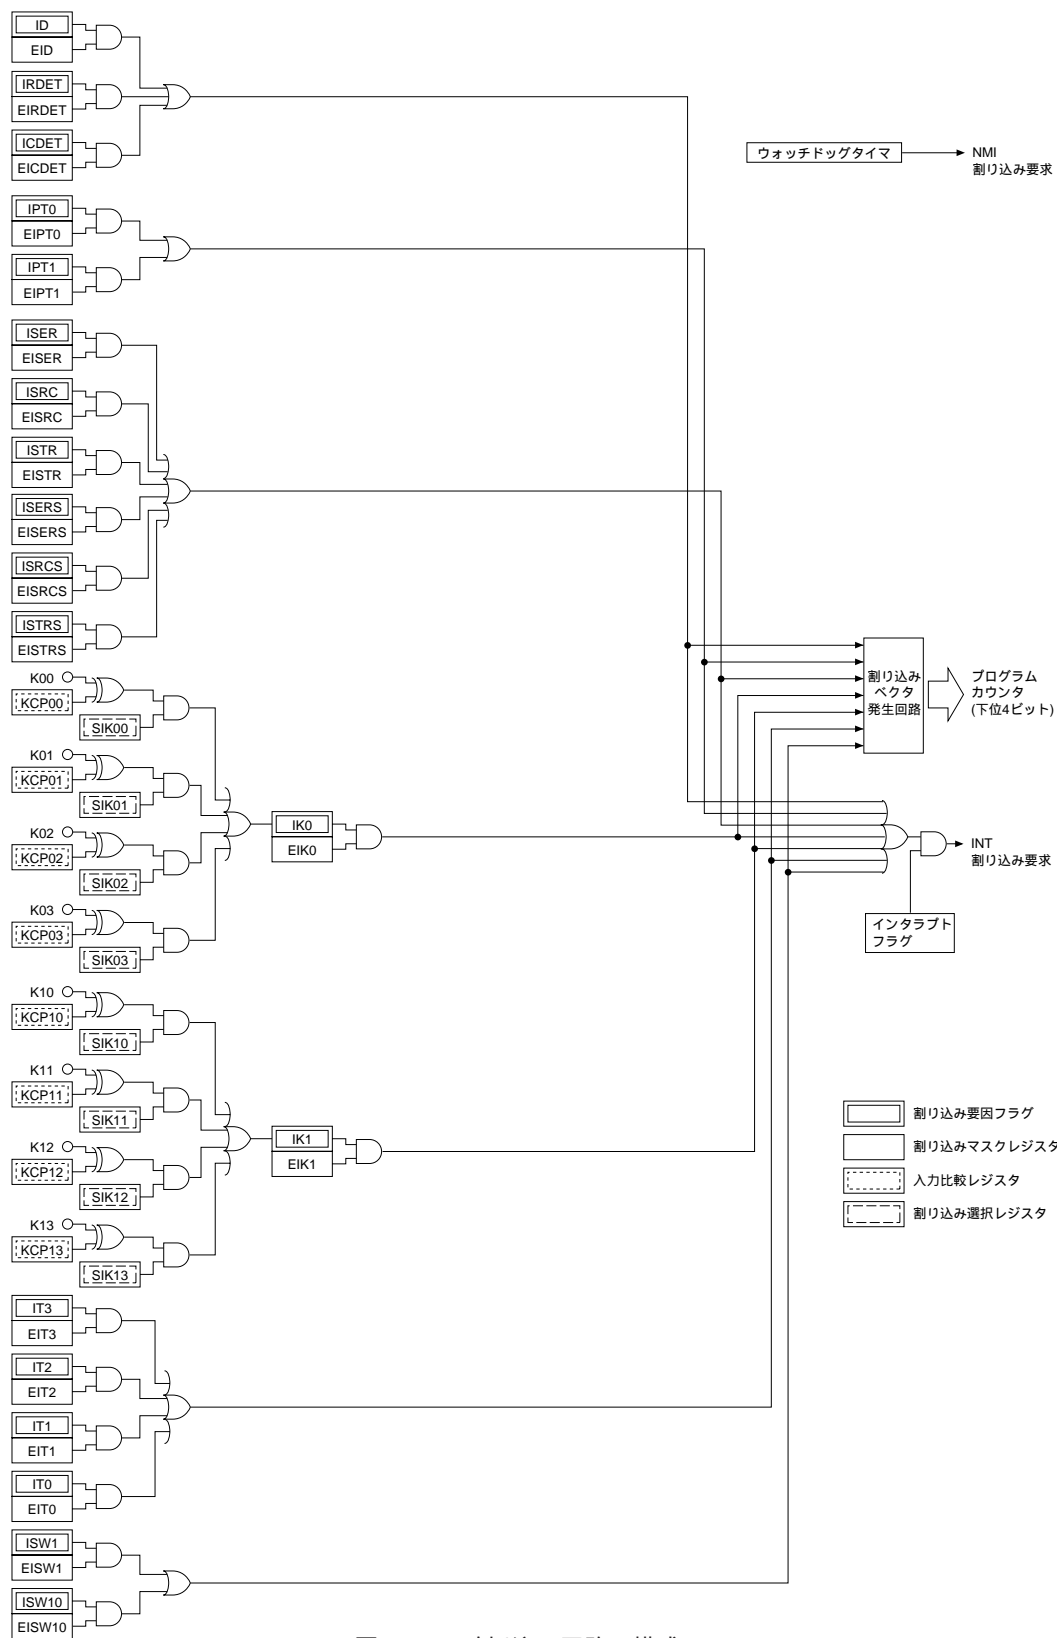 ID
EID
IRDET
EIRDET
ICDET
EICDET
ウォッチドッグタイマ
NMI
割り込み要求
IPT0
EIPT0
IPT1
EIPT1
ISER
EISER
ISRC
EISRC
ISTR
EISTR
ISERS
EISERS
ISRCS
EISRCS
ISTRS
EISTRS
割り込み
ベクタ
発生回路
プログラム
カウンタ
(下位4ビット)
K00
KCP00
SIK00
K01
KCP01
SIK01
K02
KCP02
SIK02
K03
KCP03
SIK03
IK0
EIK0
INT
割り込み要求
インタラプト
フラグ
K10
KCP10
SIK10
K11
KCP11
SIK11
K12
KCP12
SIK12
K13
KCP13
SIK13
IK1
EIK1
割り込み要因フラグ
割り込みマスクレジスタ
入力比較レジスタ
割り込み選択レジスタ
IT3
EIT3
IT2
EIT2
IT1
EIT1
IT0
EIT0
ISW1
EISW1
ISW10
EISW10